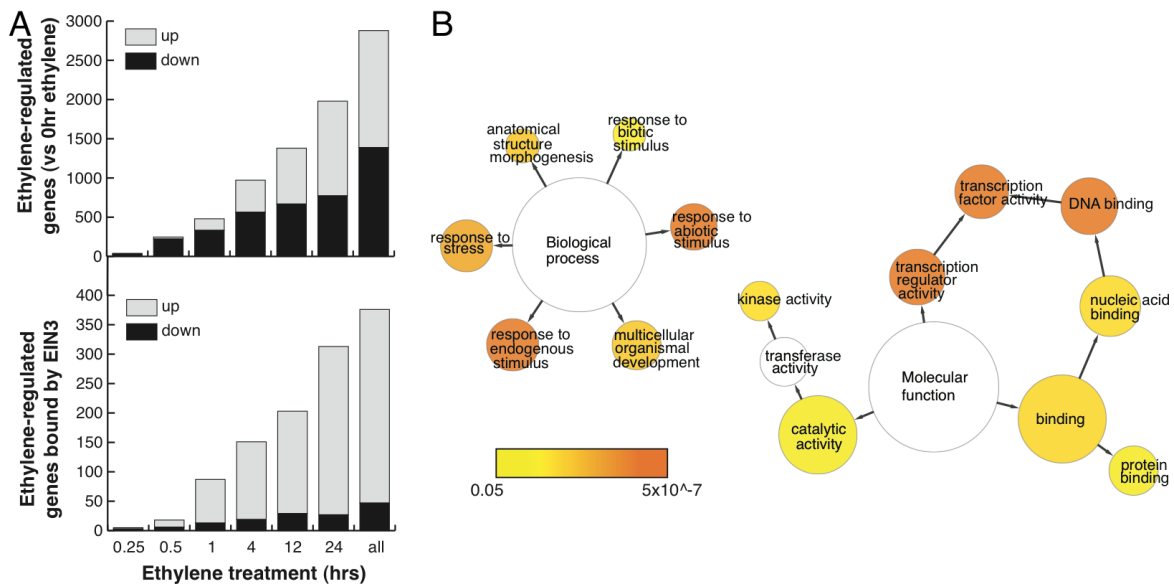 A
3000
2500
2000
1500
1000
500
0
Ethylene-regulated
genes (vs 0hr ethylene)
up
down
400
350
300
250
200
150
100
50
0
Ethylene-regulated
genes bound by EIN3
up
down
0.25 0.5 1 4 12 24 all
Ethylene treatment (hrs)
B
anatomical
structure
morphogenesis
response to
biotic
stimulus
response to
stress
Biological
process
response to
abiotic
stimulus
response to
endogenous
stimulus
multicellular
organismal
development
0.05 5x10^-7
transcription
factor activity
DNA binding
transcription
regulator
activity
nucleic acid
binding
kinase activity
transferase
activity
Molecular
function
catalytic
activity
binding
protein
binding